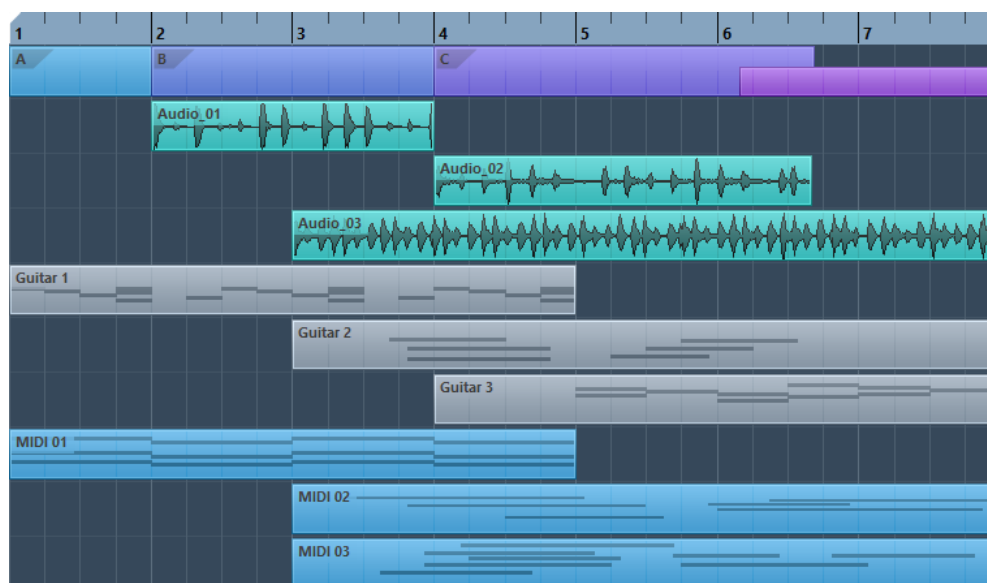 1 2 3 4 5 6 7
A B C
Audio_01
Audio_02
Audio_03
Guitar 1
Guitar 2
Guitar 3
MIDI 01
MIDI 02
MIDI 03